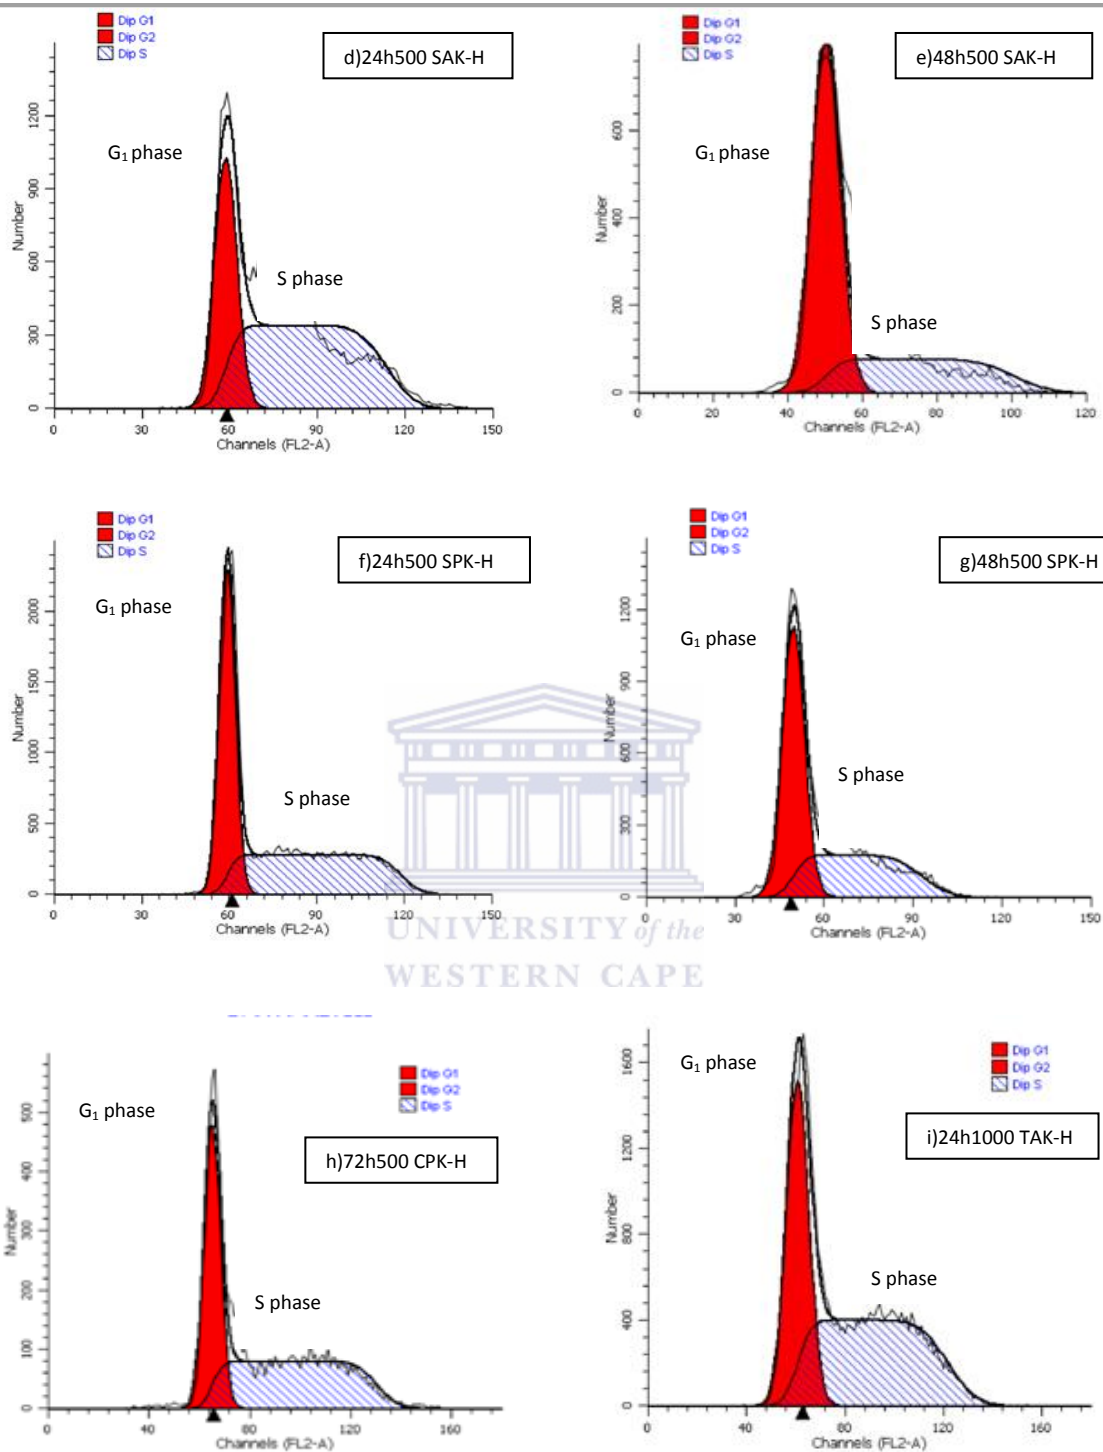 Dip G1
Dip G2
Dip S
d)24h500 SAK-H
G₁ phase
S phase
Number
0
300
600
900
1200
0
30
60
90
120
150
Channels (FL2-A)
Dip G1
Dip G2
Dip S
e)48h500 SAK-H
G₁ phase
S phase
Number
0
200
400
600
0
20
40
60
80
100
120
Channels (FL2-A)
Dip G1
Dip G2
Dip S
f)24h500 SPK-H
G₁ phase
S phase
Number
0
500
1000
1500
2000
0
30
60
90
120
150
Channels (FL2-A)
Dip G1
Dip G2
Dip S
g)48h500 SPK-H
G₁ phase
S phase
Number
0
300
600
900
1200
0
30
60
90
120
150
Channels (FL2-A)
UNIVERSITY of the
WESTERN CAPE
Dip G1
Dip G2
Dip S
h)72h500 CPK-H
G₁ phase
S phase
Number
0
100
200
300
400
500
0
40
80
120
160
Channels (FL2-A)
Dip G1
Dip G2
Dip S
i)24h1000 TAK-H
G₁ phase
S phase
Number
0
400
800
1200
1600
0
40
80
120
160
Channels (FL2-A)